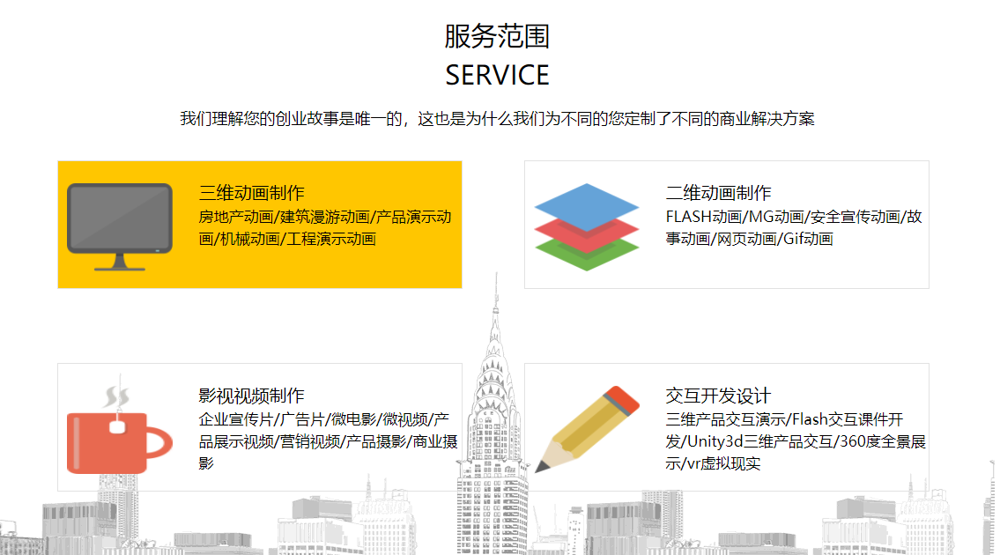 服务范围
SERVICE
我们理解您的创业故事是唯一的，这也是为什么我们为不同的您定制了不同的商业解决方案
三维动画制作
房地产动画/建筑漫游动画/产品演示动
画/机械动画/工程演示动画
二维动画制作
FLASH动画/MG动画/安全宣传动画/故
事动画/网页动画/Gif动画
影视视频制作
企业宣传片/广告片/微电影/微视频/产
品展示视频/营销视频/产品摄影/商业摄
影
交互开发设计
三维产品交互演示/Flash交互课件开
发/Unity3d三维产品交互/360度全景展
示/vr虚拟现实